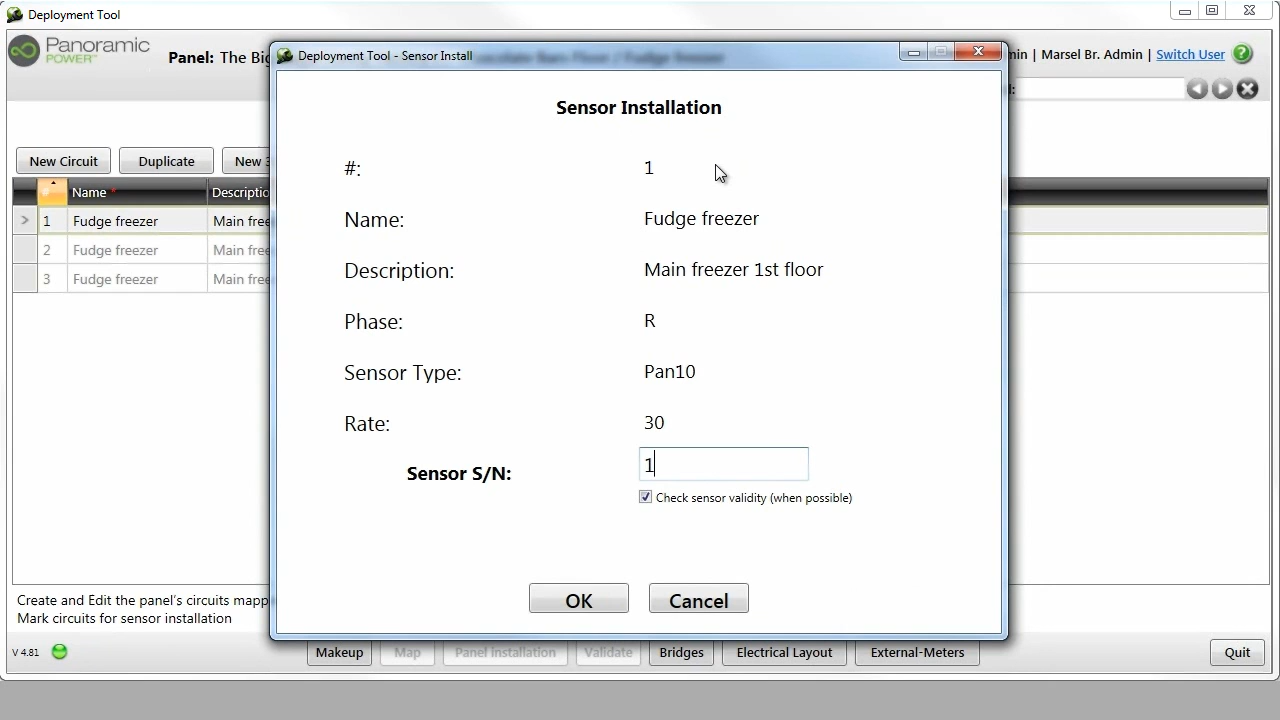 Deployment Tool
Panoramic
POWER™
Panel: The Big
| Marsel Br. Admin | Switch User
?
Deployment Tool - Sensor Install
Sensor Installation
#: 1
Name: Fudge freezer
Description: Main freezer 1st floor
Phase: R
Sensor Type: Pan10
Rate: 30
Sensor S/N: 1
Check sensor validity (when possible)
OK Cancel
New Circuit Duplicate New
# Name * Descriptio
> 1 Fudge freezer Main free
2 Fudge freezer Main free
3 Fudge freezer Main free
Create and Edit the panel's circuits mapp
Mark circuits for sensor installation
V 4.81
Makeup Map Panel installation Validate Bridges Electrical Layout External-Meters Quit